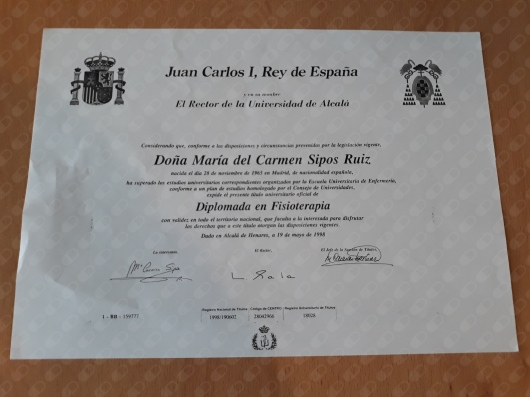 Juan Carlos I, Rey de España
y en su nombre
El Rector de la Universidad de Alcalá
Considerando que, conforme a las disposiciones y circunstancias prevenidas por la legislación vigente,
Doña María del Carmen Sipos Ruiz
nacida el día 28 de noviembre de 1965 en Madrid, de nacionalidad española,
ha superado los estudios universitarios correspondientes organizados por la Escuela Universitaria de Enfermería,
conforme a un plan de estudios homologado por el Consejo de Universidades,
expide el presente título universitario oficial de
Diplomada en Fisioterapia
con validez en todo el territorio nacional, que faculta a la interesada para disfrutar
los derechos que a este título otorgan las disposiciones vigentes.
Dado en Alcalá de Henares, a 19 de mayo de 1998
La interesada, El Rector, El Jefe de la Sección de Títulos,
Mª Carmen Sipos
1 - BB - 159771
Registro Nacional de Títulos Código de CENTRO Registro Universitario de Títulos
1998/190602 28042966 18026